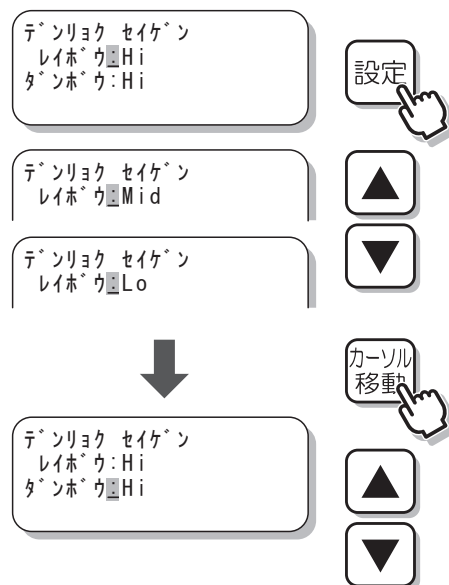 ﾃﾞﾝﾘｮｸ ｾｲｹﾞﾝ
ﾚｲﾎﾞｳ:Hi
ﾀﾞﾝﾎﾞｳ:Hi
設定
ﾃﾞﾝﾘｮｸ ｾｲｹﾞﾝ
ﾚｲﾎﾞｳ:Mid
▲
ﾃﾞﾝﾘｮｸ ｾｲｹﾞﾝ
ﾚｲﾎﾞｳ:Lo
▼
カーソル
移動
ﾃﾞﾝﾘｮｸ ｾｲｹﾞﾝ
ﾚｲﾎﾞｳ:Hi
ﾀﾞﾝﾎﾞｳ:Hi
▲
▼